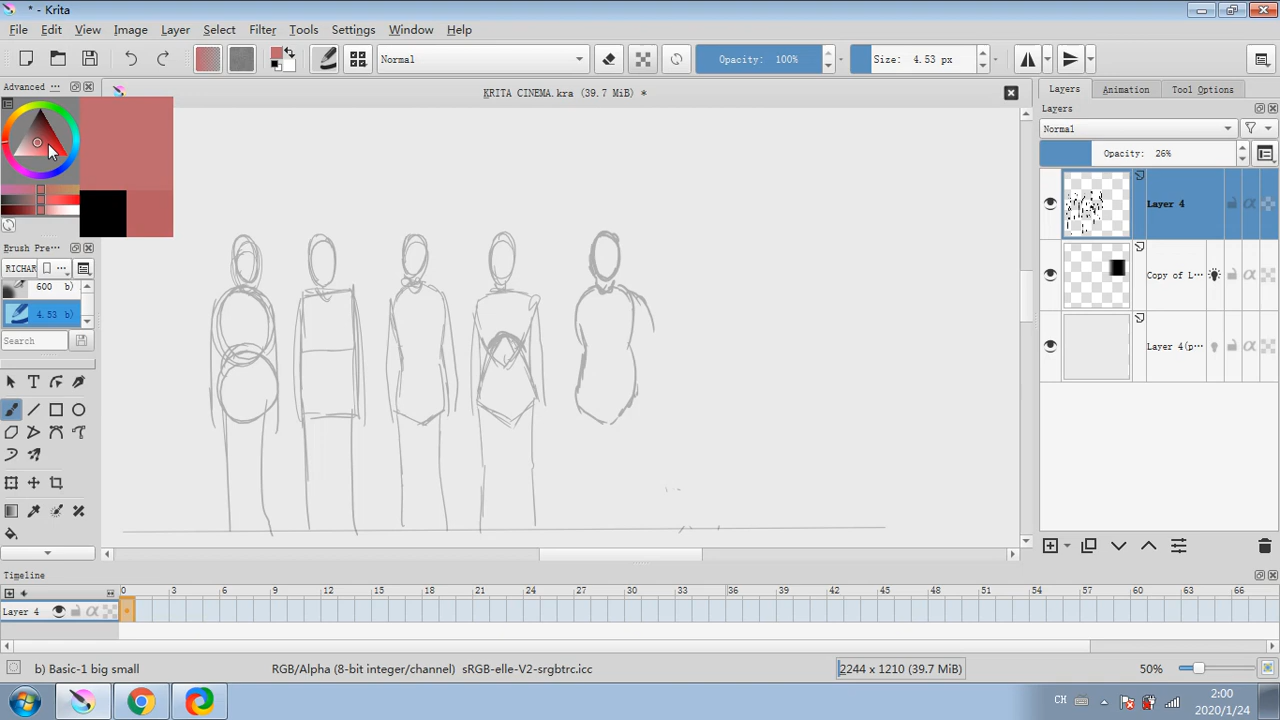 * - Krita
File Edit View Image Layer Select Filter Tools Settings Window Help
Normal Opacity: 100% Size: 4.53 px
Advanced ... KRITA CINEMA.kra (39.7 MiB) * Layers Animation Tool Options
Layers
Normal
Opacity: 26%
Layer 4
Brush Pre...
RICHAR ...
600 b)
Copy of L...
4.53 b)
Search
Layer 4(p...
Timeline
0 3 6 9 12 15 18 21 24 27 30 33 36 39 42 45 48 51 54 57 60 63 66
Layer 4
b) Basic-1 big small RGB/Alpha (8-bit integer/channel) sRGB-elle-V2-srgbtrc.icc 2244 x 1210 (39.7 MiB) 50%
CH 2:00
2020/1/24